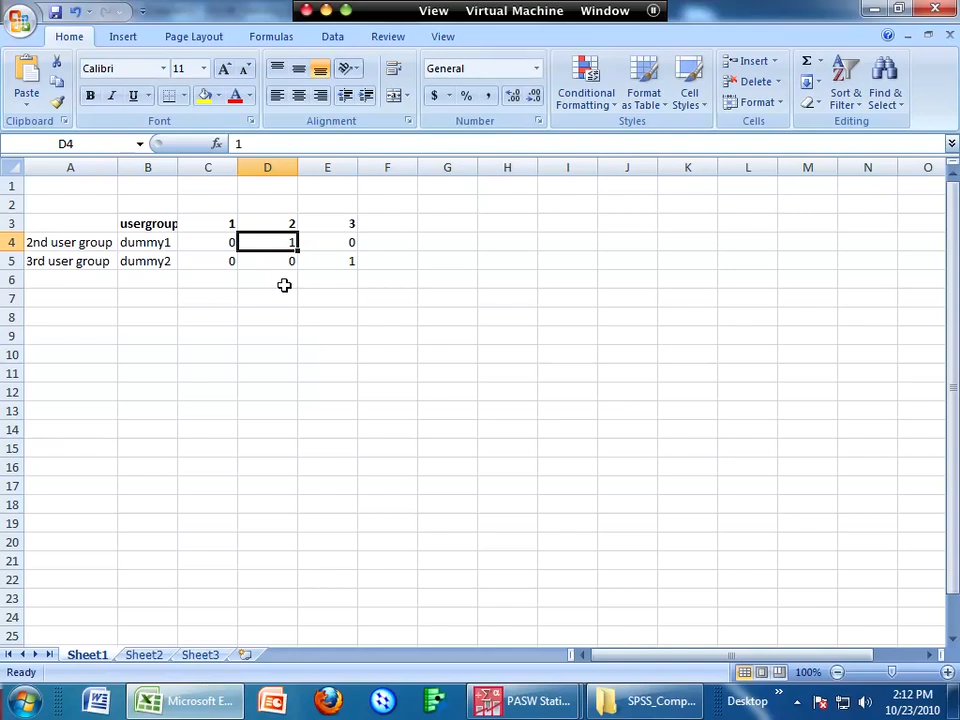 View Virtual Machine Window
Home Insert Page Layout Formulas Data Review View
Paste
Clipboard
Calibri 11
B I U
Font
Alignment
General
$ % ,
Number
Conditional Formatting
Format as Table
Cell Styles
Styles
Insert
Delete
Format
Cells
Sort & Filter
Find & Select
Editing
D4 fx 1
A B C D E F G H I J K L M N O
1
2
3 usergroup 1 2 3
4 2nd user group dummy1 0 1 0
5 3rd user group dummy2 0 0 1
6
7
8
9
10
11
12
13
14
15
16
17
18
19
20
21
22
23
24
25
Sheet1 Sheet2 Sheet3
Ready 100%
Microsoft E... PASW Stati... SPSS_Comp... Desktop 2:12 PM
10/23/2010